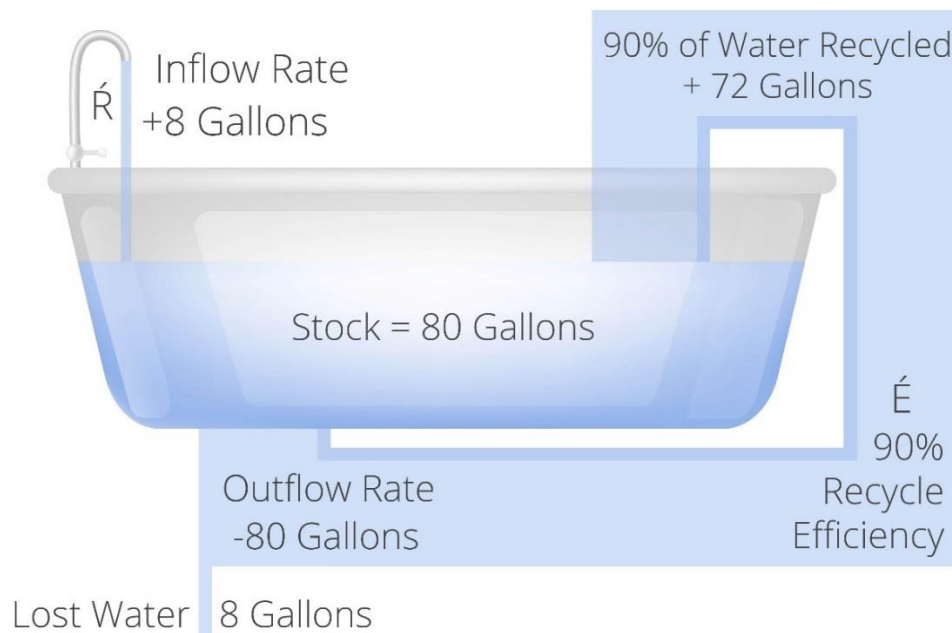 Ŕ
Inflow Rate
+8 Gallons
90% of Water Recycled
+ 72 Gallons
Stock = 80 Gallons
É
90%
Recycle
Efficiency
Outflow Rate
-80 Gallons
Lost Water 8 Gallons